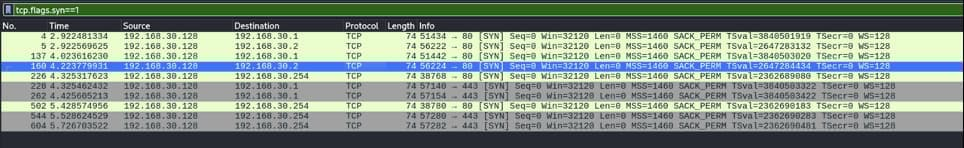 tcp.flags.syn==1
No. Time Source Destination Protocol Length Info
4 2.922481334 192.168.30.128 192.168.30.1 TCP 74 51434 → 80 [SYN] Seq=0 Win=32120 Len=0 MSS=1460 SACK_PERM TSval=3840501919 TSecr=0 WS=128
5 2.922569625 192.168.30.128 192.168.30.2 TCP 74 56222 → 80 [SYN] Seq=0 Win=32120 Len=0 MSS=1460 SACK_PERM TSval=2647283132 TSecr=0 WS=128
137 4.023616230 192.168.30.128 192.168.30.1 TCP 74 51442 → 80 [SYN] Seq=0 Win=32120 Len=0 MSS=1460 SACK_PERM TSval=3840503020 TSecr=0 WS=128
160 4.223779931 192.168.30.128 192.168.30.2 TCP 74 56224 → 80 [SYN] Seq=0 Win=32120 Len=0 MSS=1460 SACK_PERM TSval=2647284434 TSecr=0 WS=128
226 4.325317623 192.168.30.128 192.168.30.254 TCP 74 38768 → 80 [SYN] Seq=0 Win=32120 Len=0 MSS=1460 SACK_PERM TSval=2362689080 TSecr=0 WS=128
228 4.325462432 192.168.30.128 192.168.30.1 TCP 74 57140 → 443 [SYN] Seq=0 Win=32120 Len=0 MSS=1460 SACK_PERM TSval=3840503322 TSecr=0 WS=128
262 4.425605213 192.168.30.128 192.168.30.1 TCP 74 57154 → 443 [SYN] Seq=0 Win=32120 Len=0 MSS=1460 SACK_PERM TSval=3840503422 TSecr=0 WS=128
502 5.428574956 192.168.30.128 192.168.30.254 TCP 74 38780 → 80 [SYN] Seq=0 Win=32120 Len=0 MSS=1460 SACK_PERM TSval=2362690183 TSecr=0 WS=128
544 5.528624529 192.168.30.128 192.168.30.254 TCP 74 57280 → 443 [SYN] Seq=0 Win=32120 Len=0 MSS=1460 SACK_PERM TSval=2362690283 TSecr=0 WS=128
604 5.726703522 192.168.30.128 192.168.30.254 TCP 74 57282 → 443 [SYN] Seq=0 Win=32120 Len=0 MSS=1460 SACK_PERM TSval=2362690481 TSecr=0 WS=128